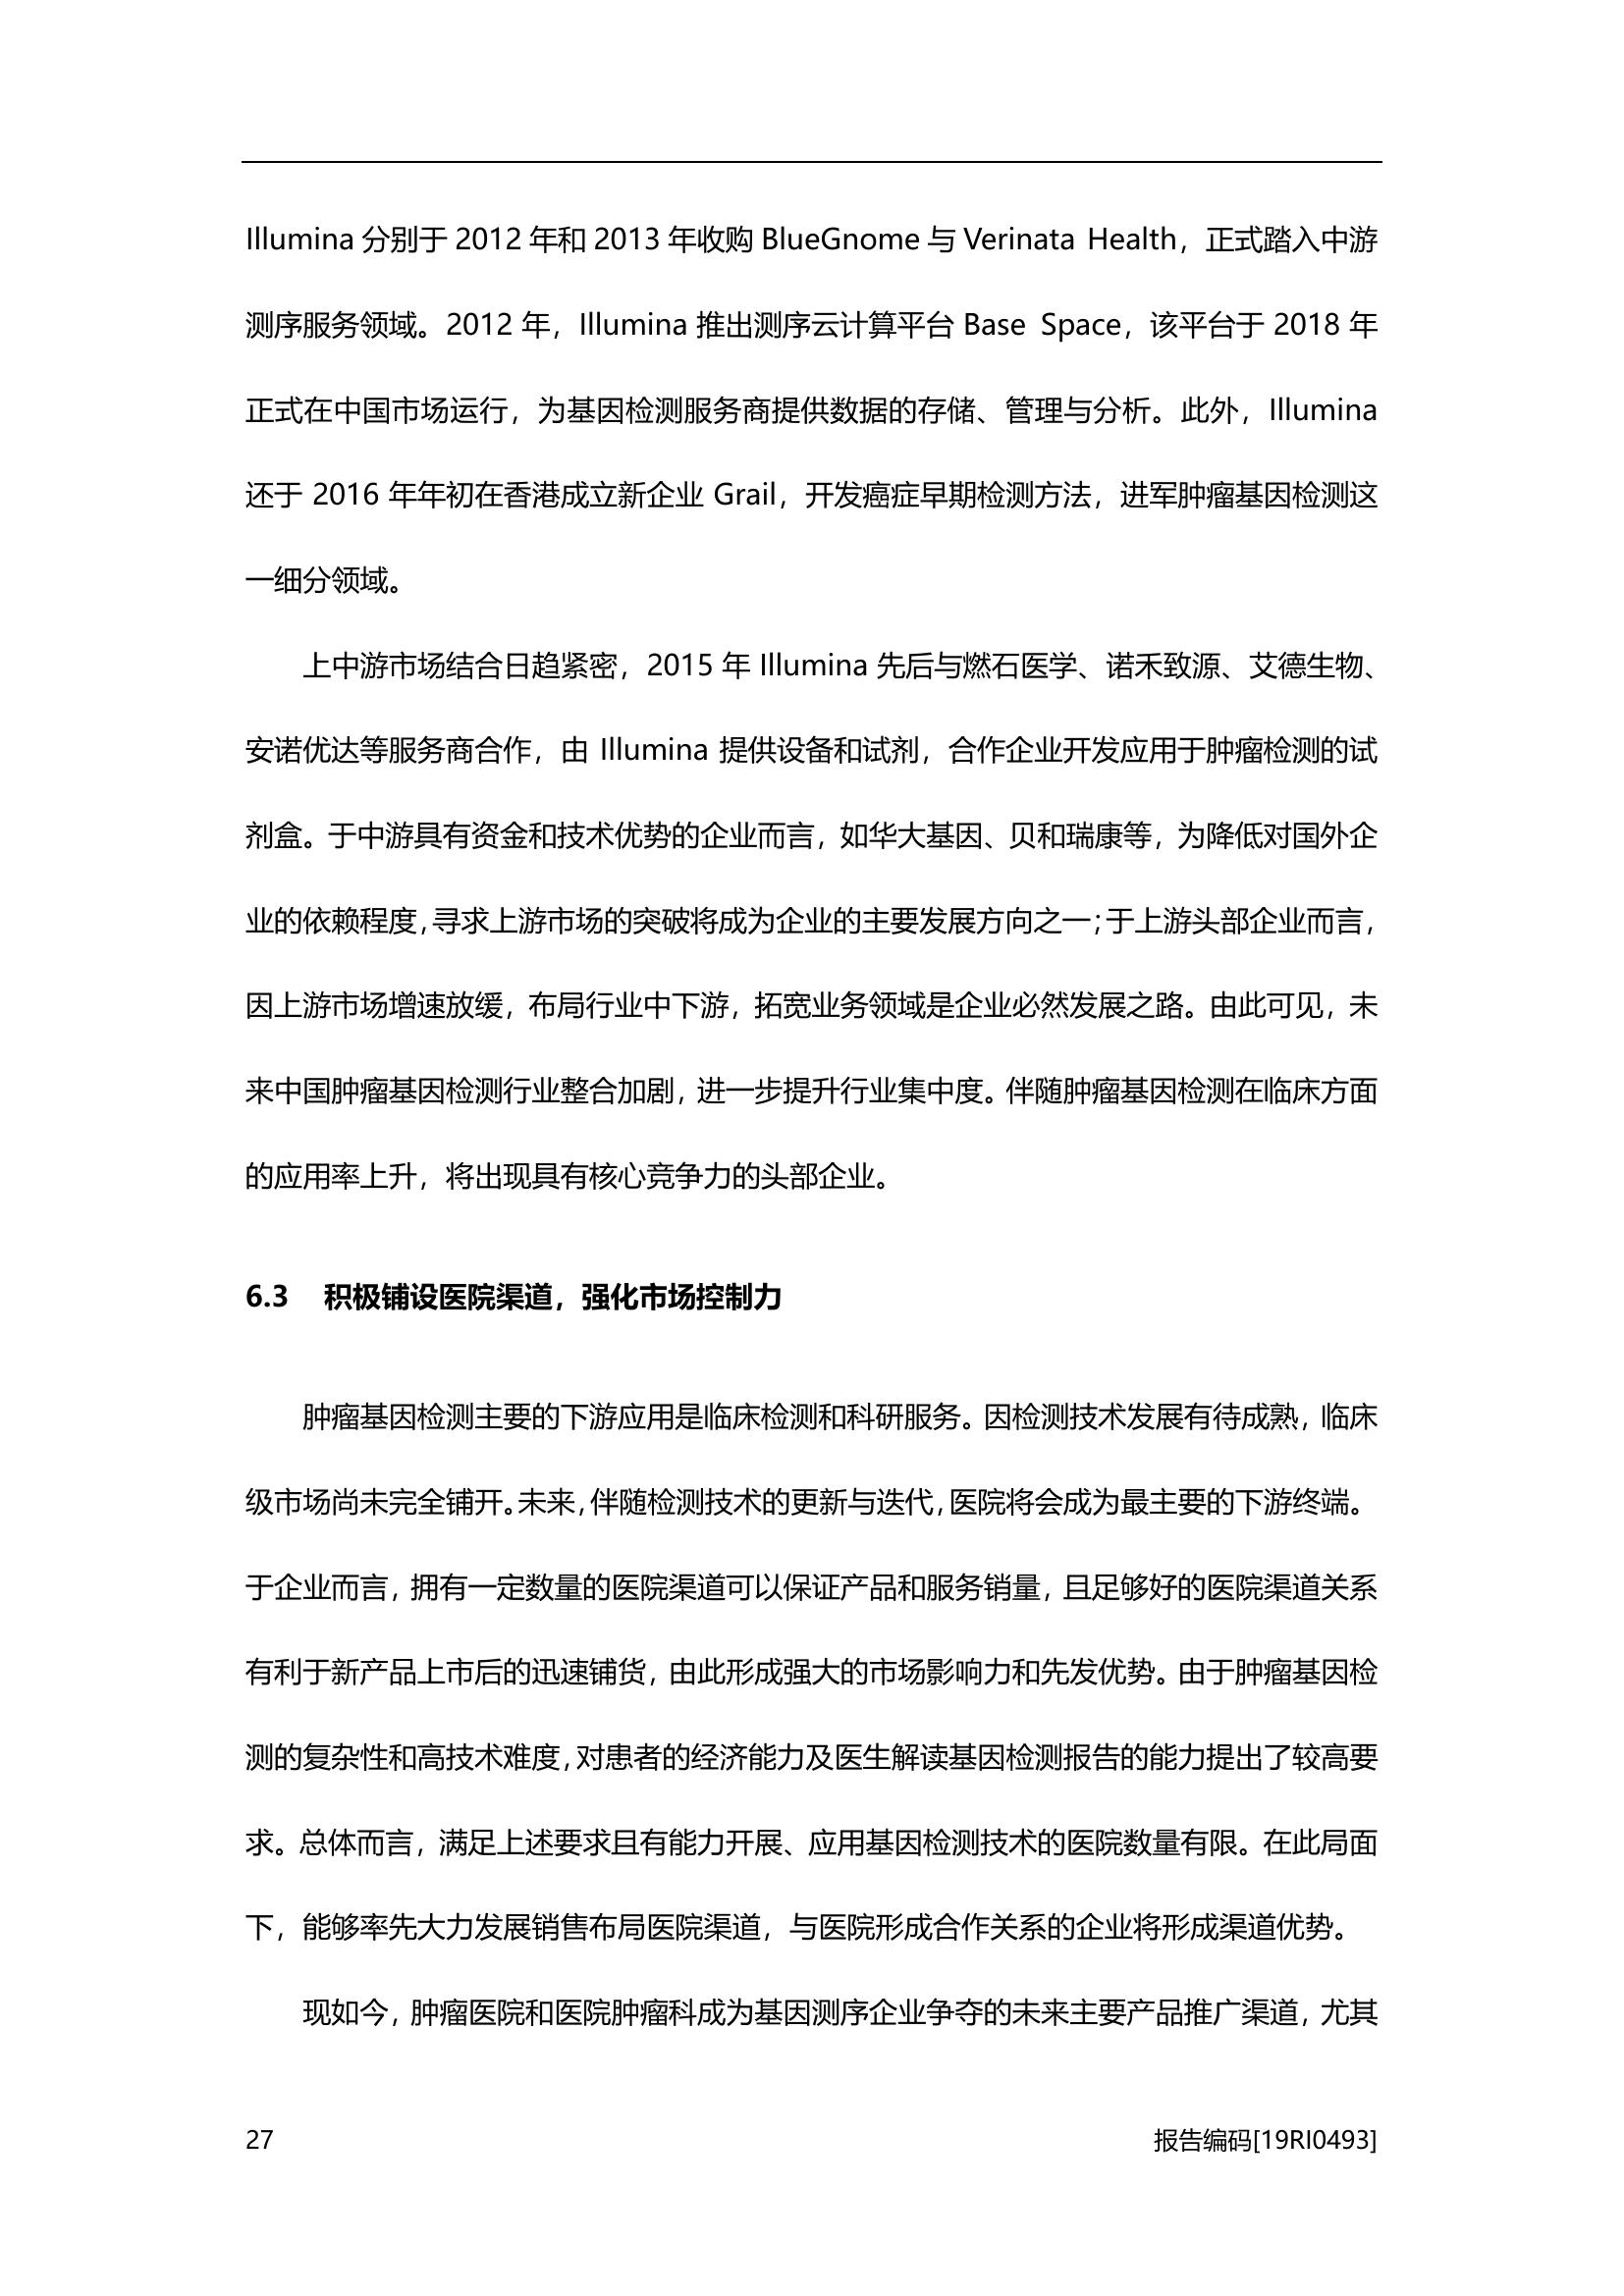 Illumina 分别于 2012 年和 2013 年收购 BlueGnome 与 Verinata Health，正式踏入中游
测序服务领域。2012 年，Illumina 推出测序云计算平台 Base Space，该平台于 2018 年
正式在中国市场运行，为基因检测服务商提供数据的存储、管理与分析。此外，Illumina
还于 2016 年年初在香港成立新企业 Grail，开发癌症早期检测方法，进军肿瘤基因检测这
一细分领域。
上中游市场结合日趋紧密，2015 年 Illumina 先后与燃石医学、诺禾致源、艾德生物、
安诺优达等服务商合作，由 Illumina 提供设备和试剂，合作企业开发应用于肿瘤检测的试
剂盒。于中游具有资金和技术优势的企业而言，如华大基因、贝和瑞康等，为降低对国外企
业的依赖程度，寻求上游市场的突破将成为企业的主要发展方向之一；于上游头部企业而言，
因上游市场增速放缓，布局行业中下游，拓宽业务领域是企业必然发展之路。由此可见，未
来中国肿瘤基因检测行业整合加剧，进一步提升行业集中度。伴随肿瘤基因检测在临床方面
的应用率上升，将出现具有核心竞争力的头部企业。
6.3 积极铺设医院渠道，强化市场控制力
肿瘤基因检测主要的下游应用是临床检测和科研服务。因检测技术发展有待成熟，临床
级市场尚未完全铺开。未来，伴随检测技术的更新与迭代，医院将会成为最主要的下游终端。
于企业而言，拥有一定数量的医院渠道可以保证产品和服务销量，且足够好的医院渠道关系
有利于新产品上市后的迅速铺货，由此形成强大的市场影响力和先发优势。由于肿瘤基因检
测的复杂性和高技术难度，对患者的经济能力及医生解读基因检测报告的能力提出了较高要
求。总体而言，满足上述要求且有能力开展、应用基因检测技术的医院数量有限。在此局面
下，能够率先大力发展销售布局医院渠道，与医院形成合作关系的企业将形成渠道优势。
现如今，肿瘤医院和医院肿瘤科成为基因测序企业争夺的未来主要产品推广渠道，尤其
27 报告编码[19RI0493]